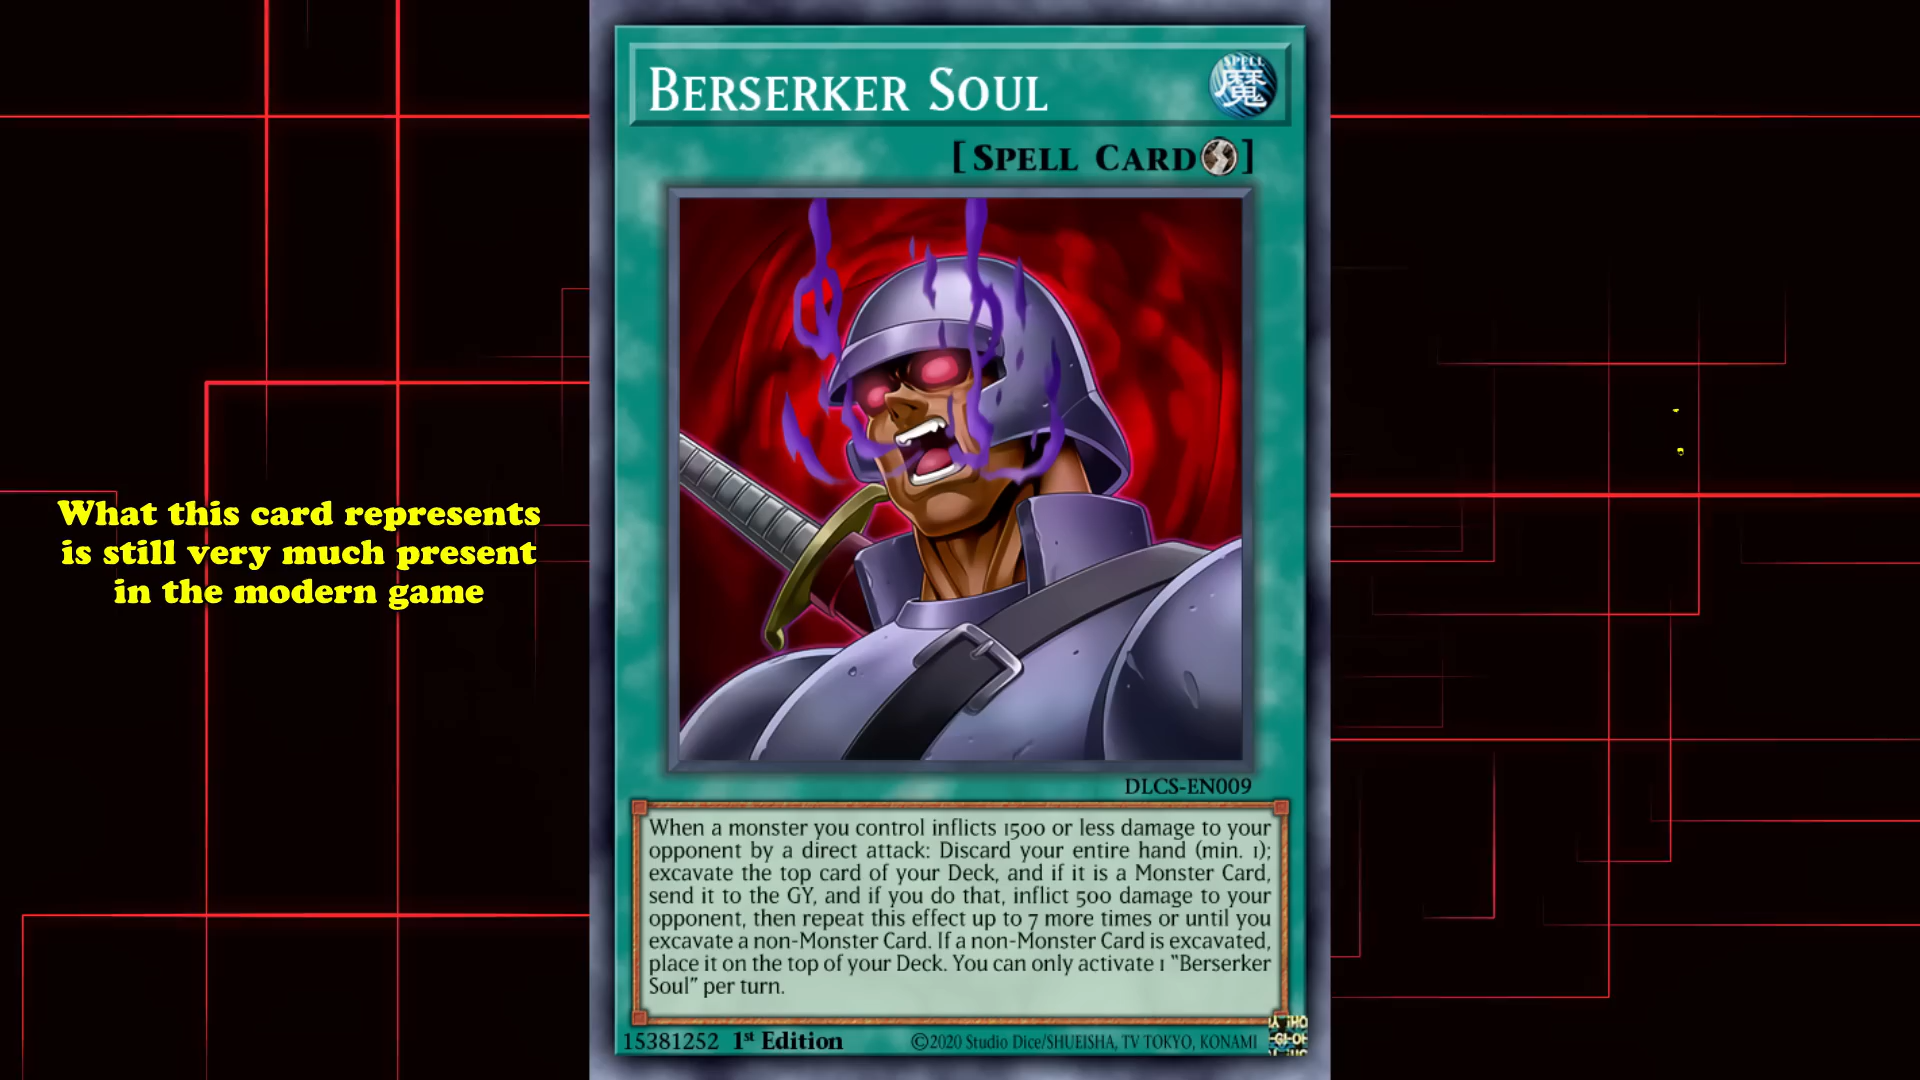 BERSERKER SOUL
SPELL
魔
[SPELL CARD]
What this card represents
is still very much present
in the modern game
DLCS-EN009
When a monster you control inflicts 1500 or less damage to your
opponent by a direct attack: Discard your entire hand (min. 1);
excavate the top card of your Deck, and if it is a Monster Card,
send it to the GY, and if you do that, inflict 500 damage to your
opponent, then repeat this effect up to 7 more times or until you
excavate a non-Monster Card. If a non-Monster Card is excavated,
place it on the top of your Deck. You can only activate 1 “Berserker
Soul” per turn.
15381252 1st Edition ©2020 Studio Dice/SHUEISHA, TV TOKYO, KONAMI